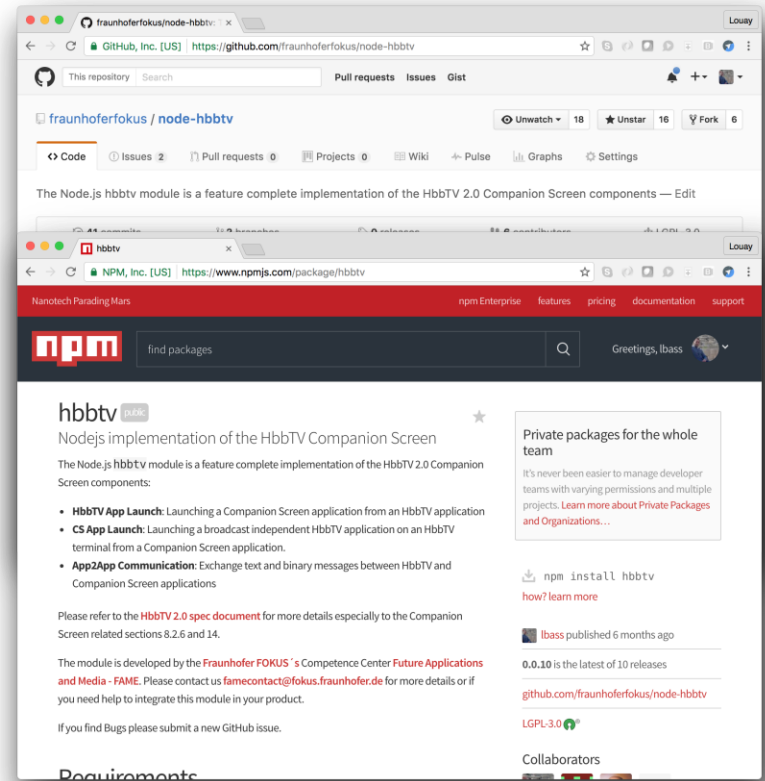 fraunhoferfokus/node-hbbtv:
Louay
GitHub, Inc. [US] https://github.com/fraunhoferfokus/node-hbbtv
This repository Search Pull requests Issues Gist
fraunhoferfokus / node-hbbtv Unwatch 18 Unstar 16 Fork 6
Code Issues 2 Pull requests 0 Projects 0 Wiki Pulse Graphs Settings
The Node.js hbbtv module is a feature complete implementation of the HbbTV 2.0 Companion Screen components — Edit
41 commits 2 branches 0 releases 6 contributors LGPL-3.0
hbbtv
Louay
NPM, Inc. [US] https://www.npmjs.com/package/hbbtv
Nanotech Parading Mars npm Enterprise features pricing documentation support
npm find packages Greetings, lbass
hbbtv public
Nodejs implementation of the HbbTV Companion Screen
The Node.js hbbtv module is a feature complete implementation of the HbbTV 2.0 Companion
Screen components:
• HbbTV App Launch: Launching a Companion Screen application from an HbbTV application
• CS App Launch: Launching a broadcast independent HbbTV application on an HbbTV
terminal from a Companion Screen application.
• App2App Communication: Exchange text and binary messages between HbbTV and
Companion Screen applications
Please refer to the HbbTV 2.0 spec document for more details especially to the Companion
Screen related sections 8.2.6 and 14.
The module is developed by the Fraunhofer FOKUS´s Competence Center Future Applications
and Media - FAME. Please contact us famecontact@fokus.fraunhofer.de for more details or if
you need help to integrate this module in your product.
If you find Bugs please submit a new GitHub issue.
Requirements
Private packages for the whole
team
It's never been easier to manage developer
teams with varying permissions and multiple
projects. Learn more about Private Packages
and Organizations…
npm install hbbtv
how? learn more
lbass published 6 months ago
0.0.10 is the latest of 10 releases
github.com/fraunhoferfokus/node-hbbtv
LGPL-3.0
Collaborators